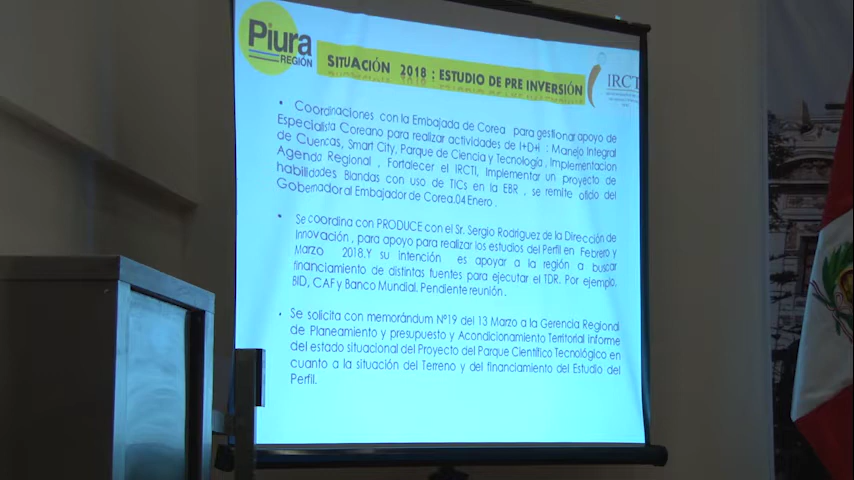 Piura
REGIÓN
SITUACIÓN 2018 : ESTUDIO DE PRE INVERSIÓN
IRCTI
• Coordinaciones con la Embajada de Corea para gestionar apoyo de
Especialista Coreano para realizar actividades de I+D+i : Manejo Integral
de Cuencas, Smart City, Parque de Ciencia y Tecnología, Implementacion
Agenda Regional , Fortalecer el IRCTI, Implementar un proyecto de
habilidades Blandas con uso de TICs en la EBR , se remite oficio del
Gobernador al Embajador de Corea.04 Enero .
• Se coordina con PRODUCE con el Sr. Sergio Rodríguez de la Dirección de
Innovación , para apoyo para realizar los estudios del Perfil en Febrero y
Marzo 2018.Y su intención es apoyar a la región a buscar
financiamiento de distintas fuentes para ejecutar el TDR. Por ejemplo,
BID, CAF y Banco Mundial. Pendiente reunión .
• Se solicita con memorándum Nº19 del 13 Marzo a la Gerencia Regional
de Planeamiento y presupuesto y Acondicionamiento Territorial informe
del estado situacional del Proyecto del Parque Científico Tecnológico en
cuanto a la situación del Terreno y del financiamiento del Estudio del
Perfil.